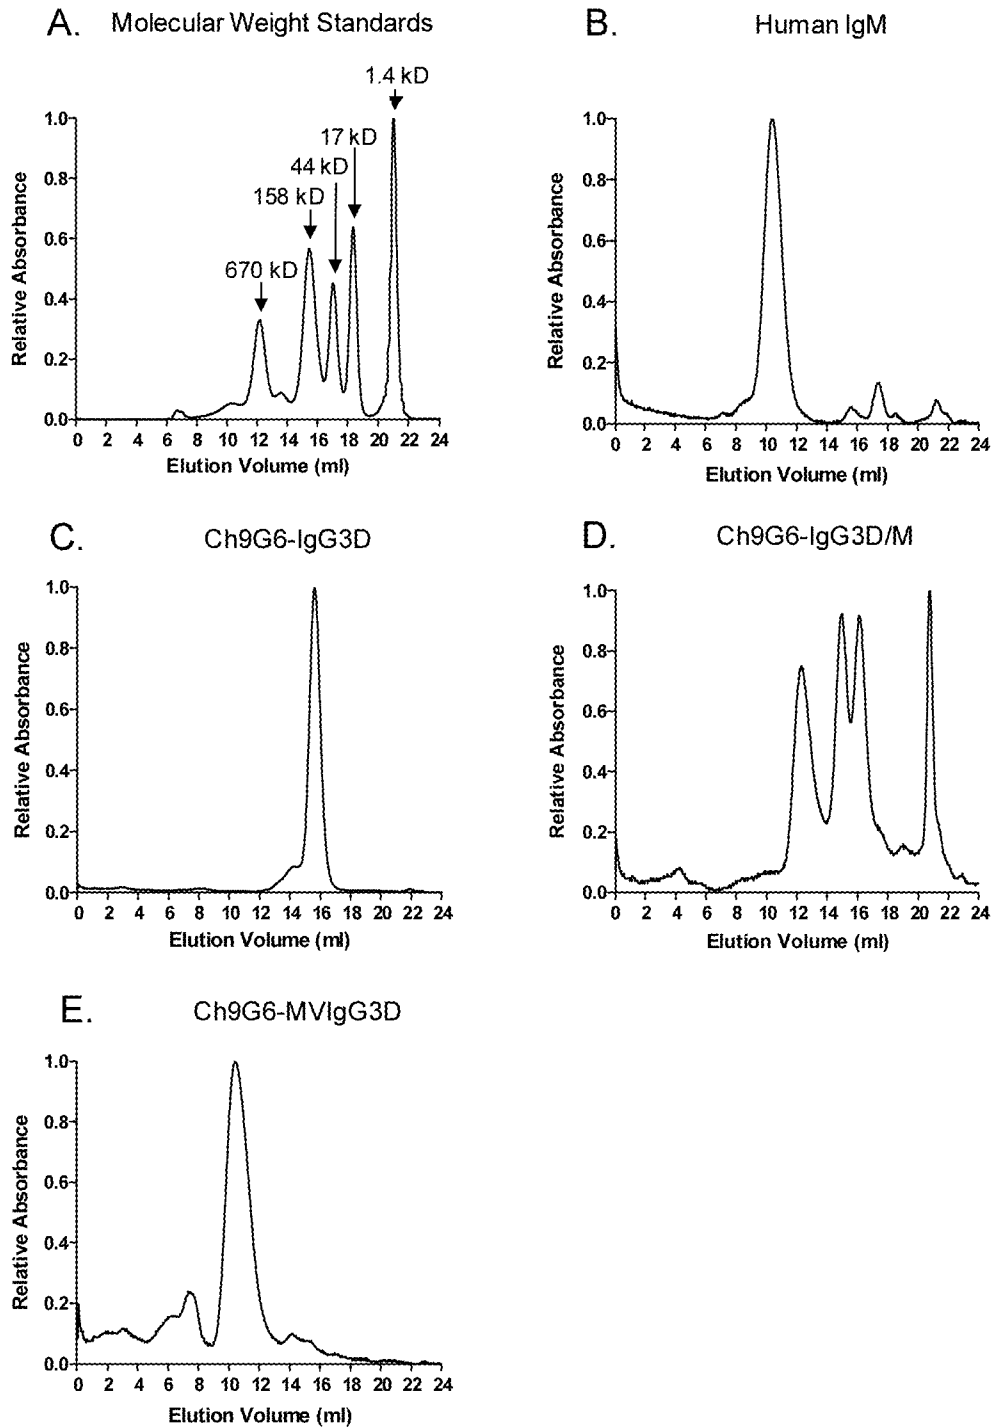 A. Molecular Weight Standards
1.4 kD
17 kD
44 kD
158 kD
670 kD
Relative Absorbance
1.0
0.8
0.6
0.4
0.2
0.0
0 2 4 6 8 10 12 14 16 18 20 22 24
Elution Volume (ml)
B. Human IgM
Relative Absorbance
1.0
0.8
0.6
0.4
0.2
0.0
0 2 4 6 8 10 12 14 16 18 20 22 24
Elution Volume (ml)
C. Ch9G6-IgG3D
Relative Absorbance
1.0
0.8
0.6
0.4
0.2
0.0
0 2 4 6 8 10 12 14 16 18 20 22 24
Elution Volume (ml)
D. Ch9G6-IgG3D/M
Relative Absorbance
1.0
0.8
0.6
0.4
0.2
0.0
0 2 4 6 8 10 12 14 16 18 20 22 24
Elution Volume (ml)
E. Ch9G6-MVIgG3D
Relative Absorbance
1.0
0.8
0.6
0.4
0.2
0.0
0 2 4 6 8 10 12 14 16 18 20 22 24
Elution Volume (ml)